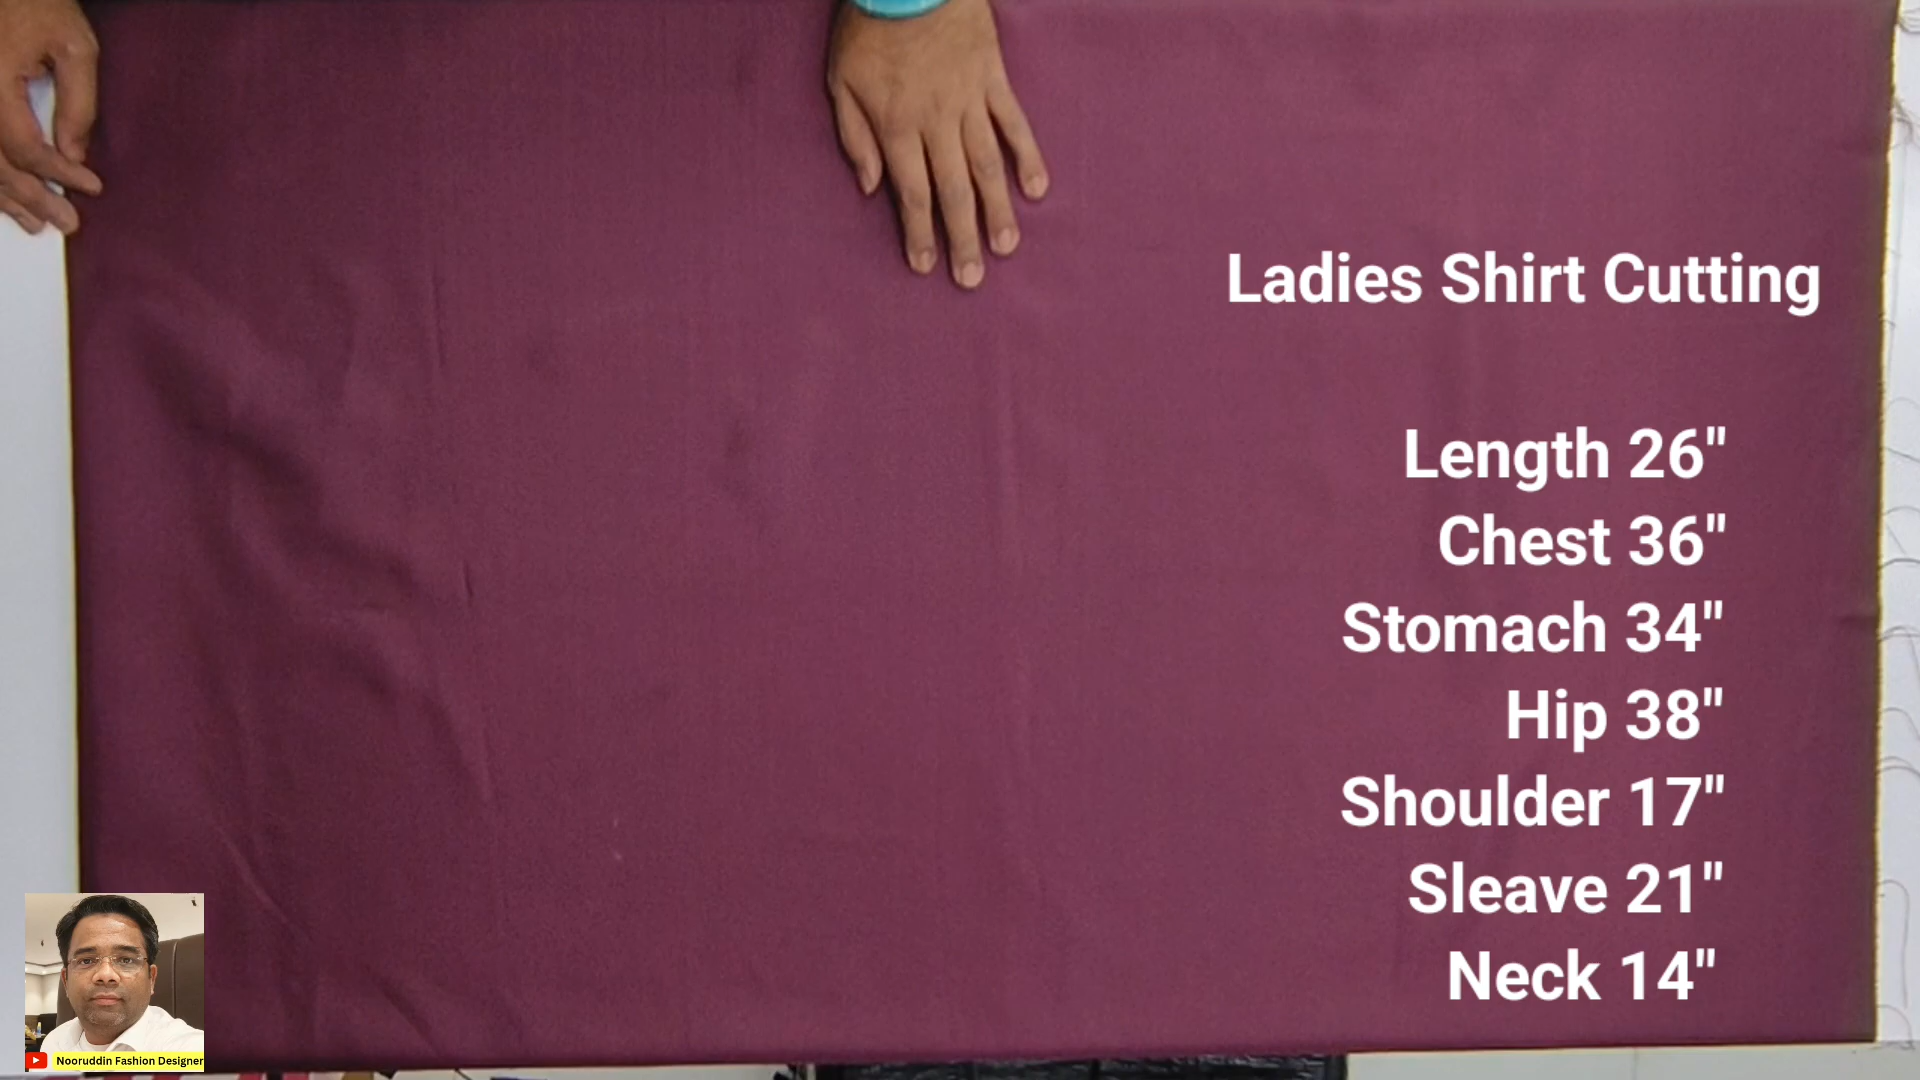 Ladies Shirt Cutting
Length 26"
Chest 36"
Stomach 34"
Hip 38"
Shoulder 17"
Sleave 21"
Neck 14"
Nooruddin Fashion Designer